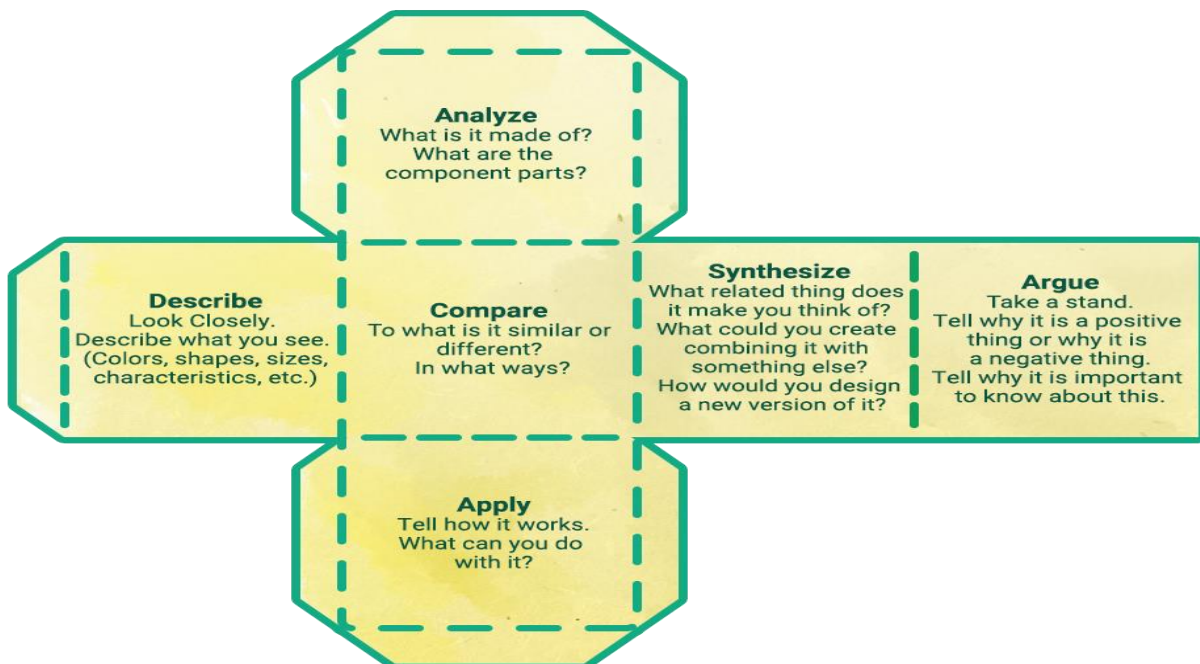 Analyze
What is it made of?
What are the
component parts?
Describe
Look Closely.
Describe what you see.
(Colors, shapes, sizes,
characteristics, etc.)
Compare
To what is it similar or
different?
In what ways?
Synthesize
What related thing does
it make you think of?
What could you create
combining it with
something else?
How would you design
a new version of it?
Argue
Take a stand.
Tell why it is a positive
thing or why it is
a negative thing.
Tell why it is important
to know about this.
Apply
Tell how it works.
What can you do
with it?